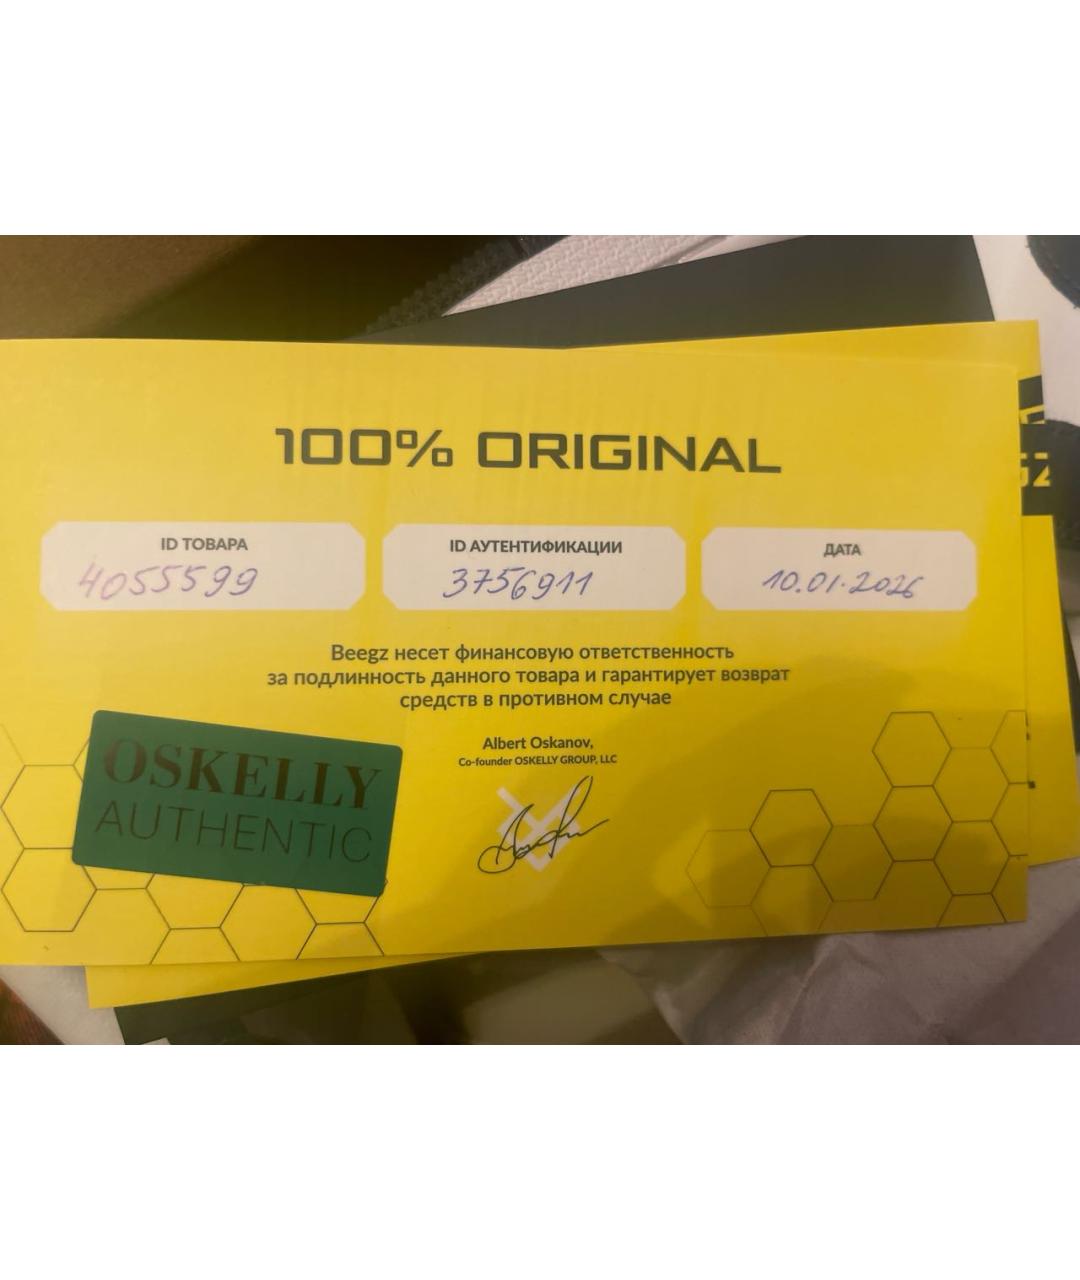 100% ORIGINAL
ID ТОВАРА
4055599
ID АУТЕНТИФИКАЦИИ
3756911
ДАТА
10.01.2026
Beegz несет финансовую ответственность
за подлинность данного товара и гарантирует возврат
средств в противном случае
Albert Oskanov,
Co-founder OSKELLY GROUP, LLC
OSKELLY
AUTHENTIC